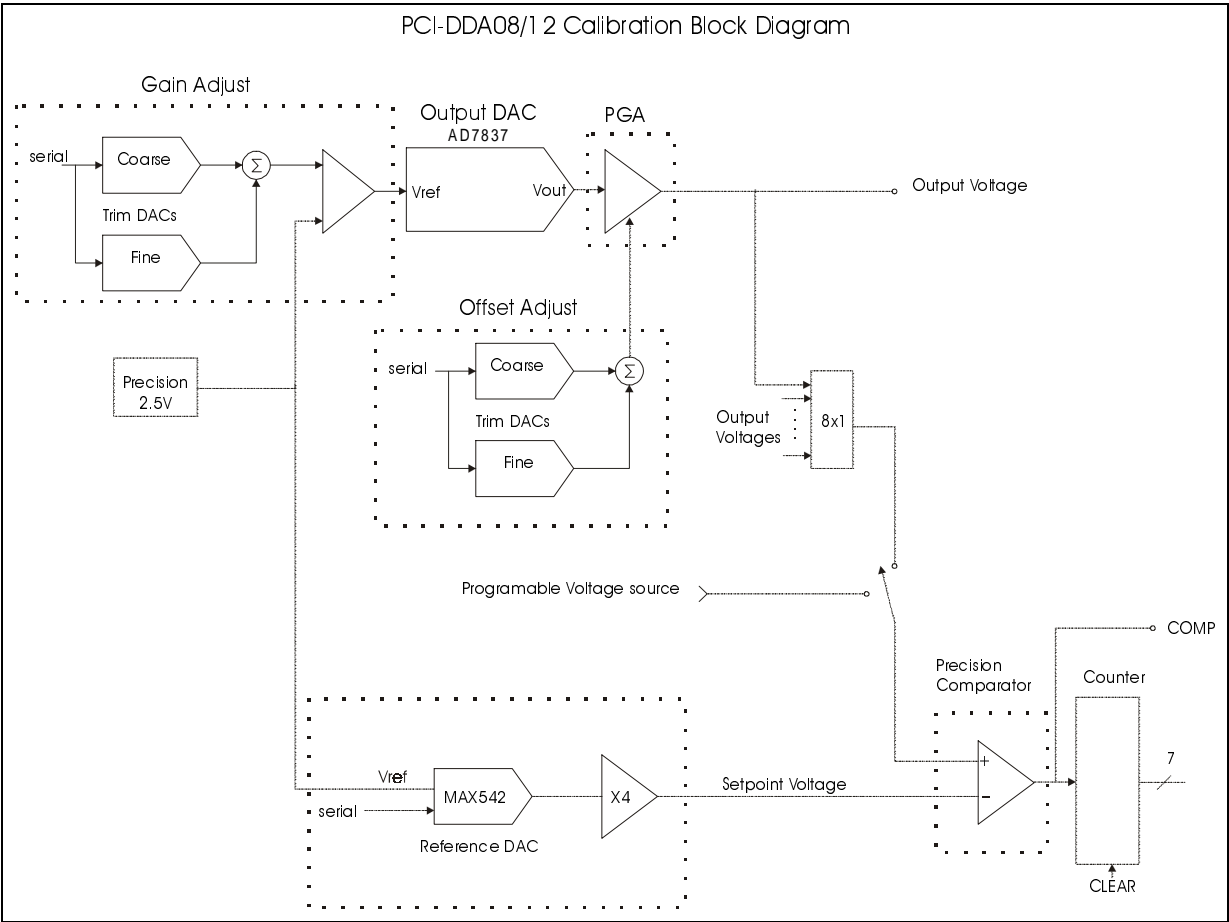 PCI-DDA08/12 Calibration Block Diagram
Gain Adjust
Output DAC
AD7837
PGA
serial
Coarse
Σ
Trim DACs
Fine
Vref
Vout
Output Voltage
Offset Adjust
serial
Coarse
Σ
Trim DACs
Fine
Precision
2.5V
Output
Voltages
8x1
Programable Voltage source
COMP
Precision
Comparator
Counter
7
+
−
Vref
serial
MAX542
X4
Setpoint Voltage
Reference DAC
CLEAR